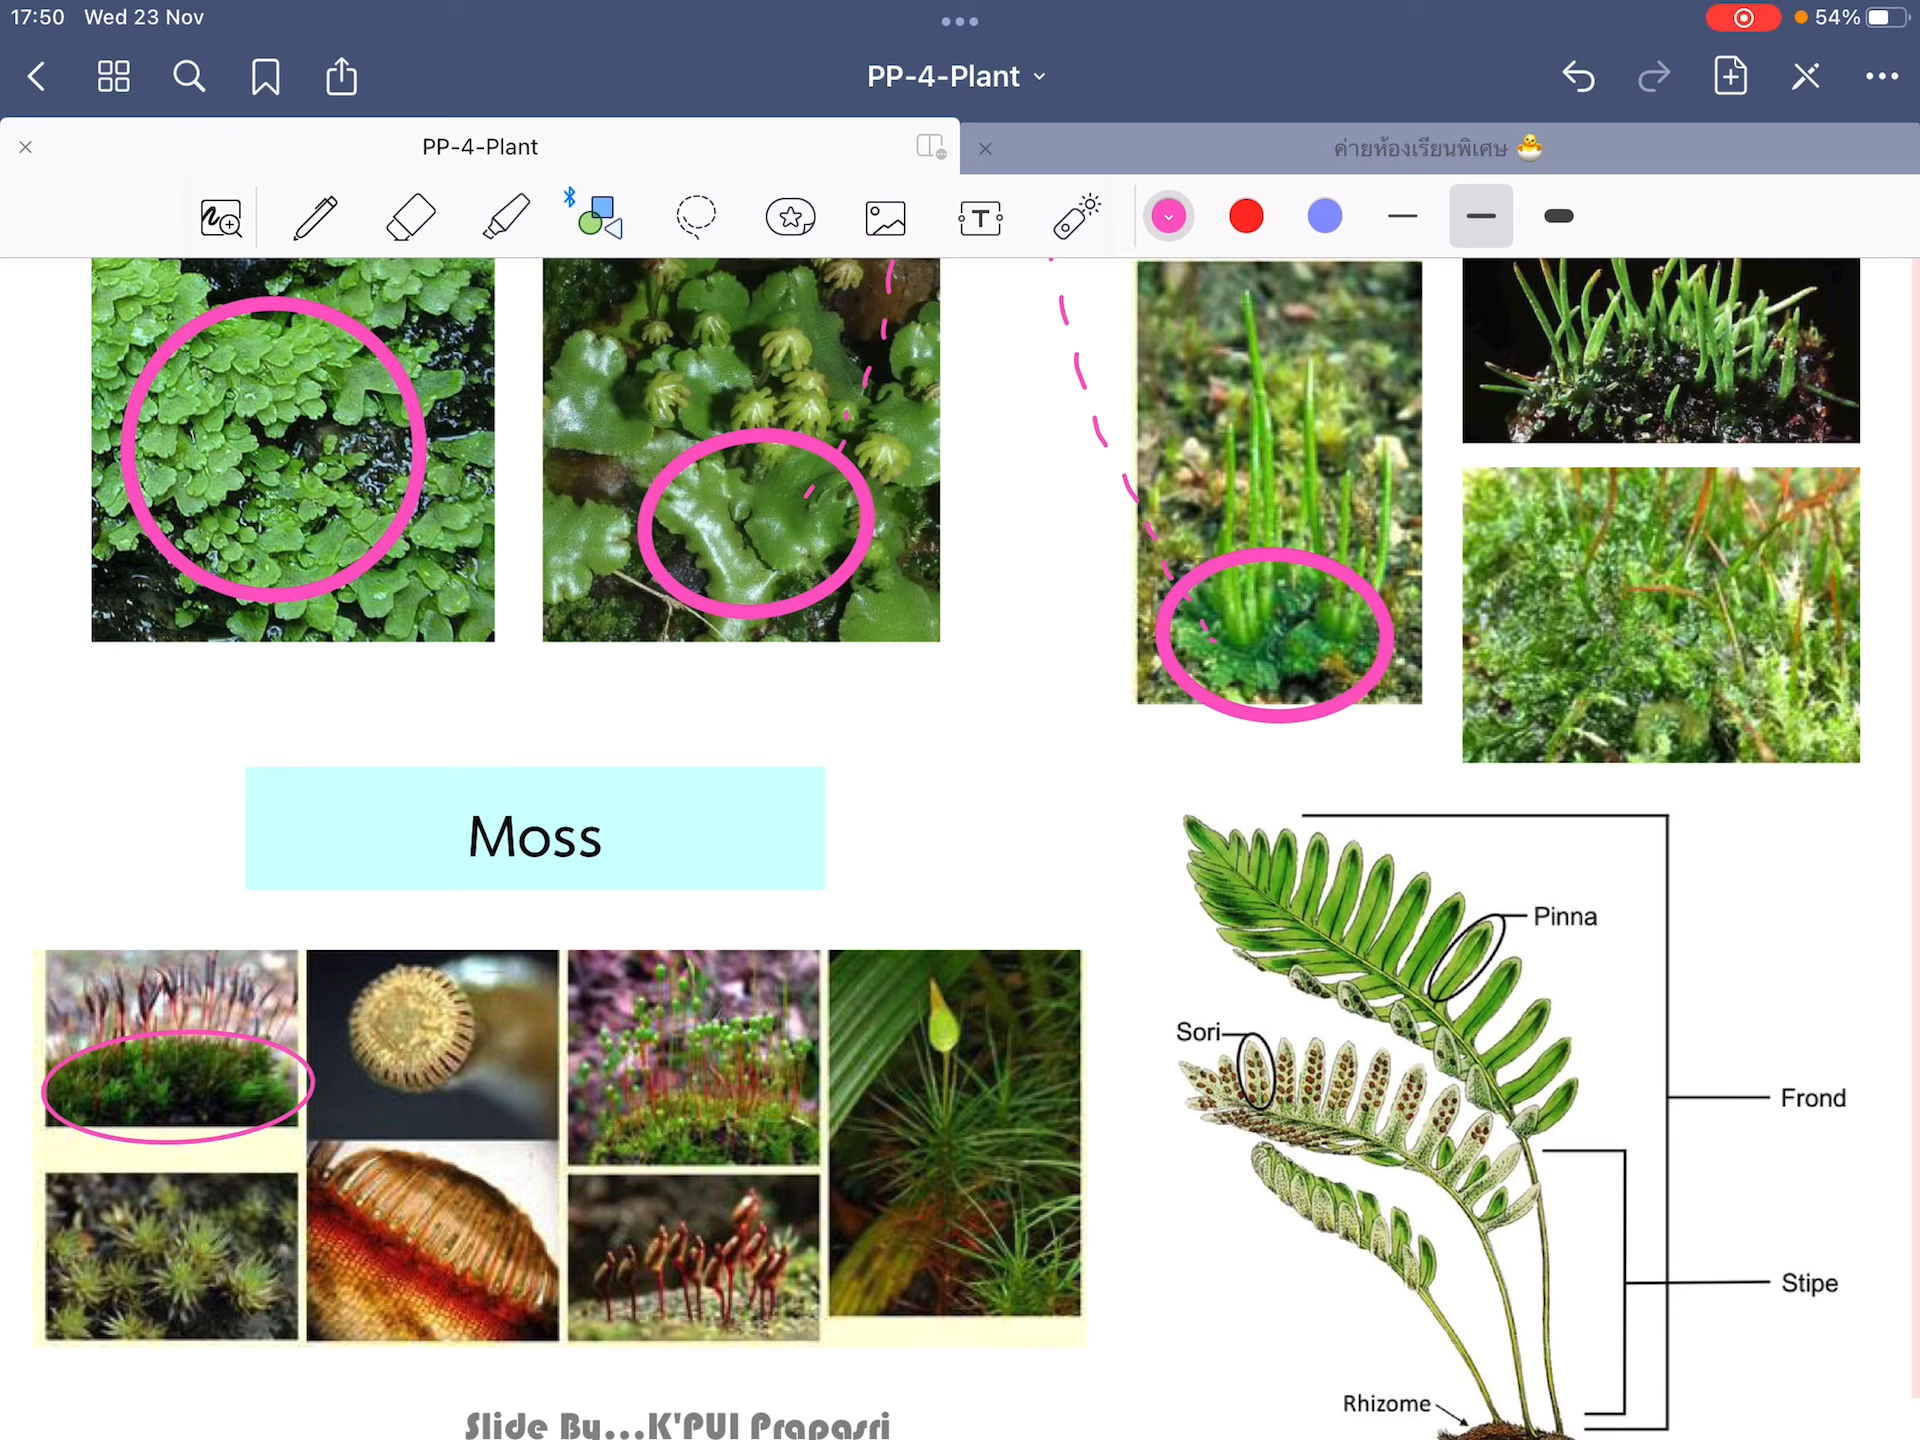 17:50 Wed 23 Nov
54%
PP-4-Plant
PP-4-Plant
ค่ายห้องเรียนพิเศษ 🐣
T
Moss
Pinna
Sori
Frond
Stipe
Rhizome
Slide By...K'PUI Prapasri